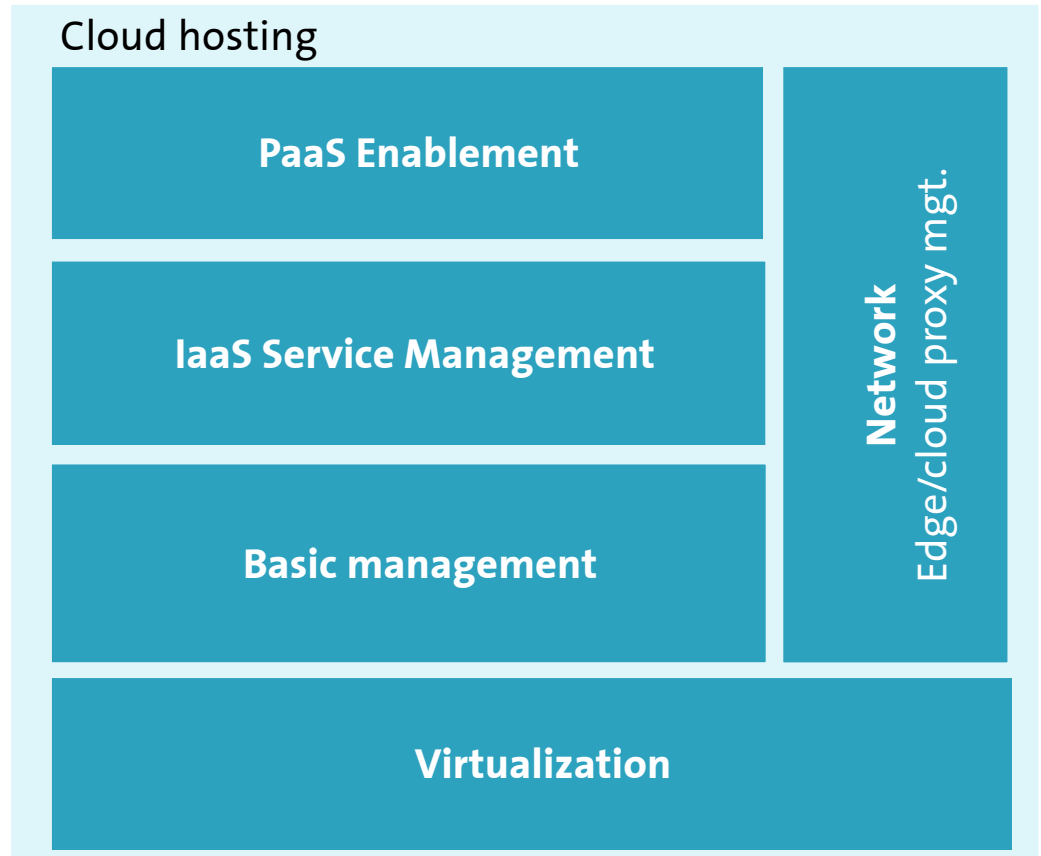 Cloud hosting
PaaS Enablement
IaaS Service Management
Basic management
Network
Edge/cloud proxy mgt.
Virtualization